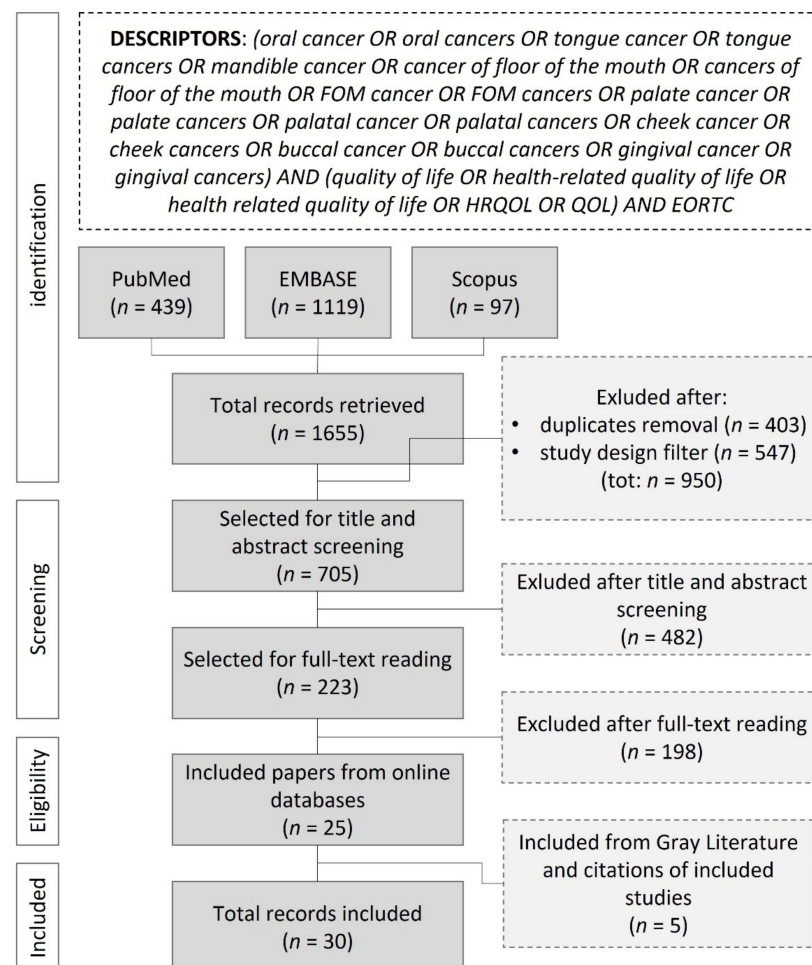 DESCRIPTORS: (oral cancer OR oral cancers OR tongue cancer OR tongue
cancers OR mandible cancer OR cancer of floor of the mouth OR cancers of
floor of the mouth OR FOM cancer OR FOM cancers OR palate cancer OR
palate cancers OR palatal cancer OR palatal cancers OR cheek cancer OR
cheek cancers OR buccal cancer OR buccal cancers OR gingival cancer OR
gingival cancers) AND (quality of life OR health-related quality of life OR
health related quality of life OR HRQOL OR QOL) AND EORTC
identification
PubMed
(n = 439)
EMBASE
(n = 1119)
Scopus
(n = 97)
Total records retrieved
(n = 1655)
Exluded after:
• duplicates removal (n = 403)
• study design filter (n = 547)
(tot: n = 950)
Screening
Selected for title and
abstract screening
(n = 705)
Exluded after title and abstract
screening
(n = 482)
Selected for full-text reading
(n = 223)
Excluded after full-text reading
(n = 198)
Eligibility
Included papers from online
databases
(n = 25)
Included from Gray Literature
and citations of included
studies
(n = 5)
Included
Total records included
(n = 30)